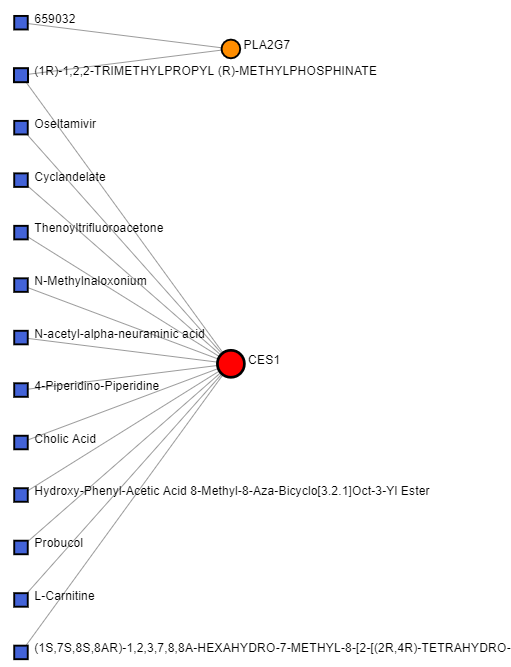 659032
PLA2G7
(1R)-1,2,2-TRIMETHYLPROPYL (R)-METHYLPHOSPHINATE
Oseltamivir
Cyclandelate
Thenoyltrifluoroacetone
N-Methylnaloxonium
N-acetyl-alpha-neuraminic acid
CES1
4-Piperidino-Piperidine
Cholic Acid
Hydroxy-Phenyl-Acetic Acid 8-Methyl-8-Aza-Bicyclo[3.2.1]Oct-3-Yl Ester
Probucol
L-Carnitine
(1S,7S,8S,8AR)-1,2,3,7,8,8A-HEXAHYDRO-7-METHYL-8-[2-[(2R,4R)-TETRAHYDRO-